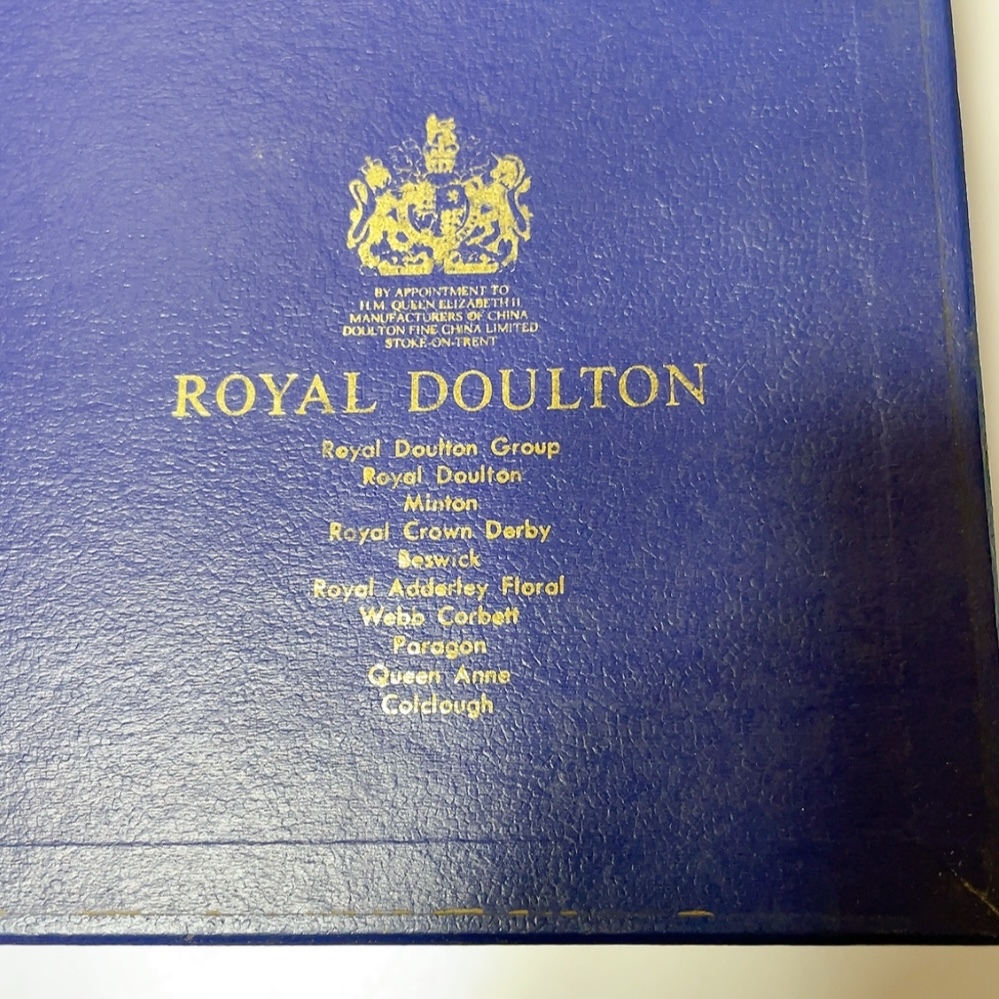 BY APPOINTMENT TO
H.M. QUEEN ELIZABETH II
MANUFACTURERS OF CHINA
DOULTON FINE CHINA LIMITED
STOKE-ON-TRENT
ROYAL DOULTON
Royal Doulton Group
Royal Doulton
Minton
Royal Crown Derby
Beswick
Royal Adderley Floral
Webb Corbett
Paragon
Queen Anne
Colclough